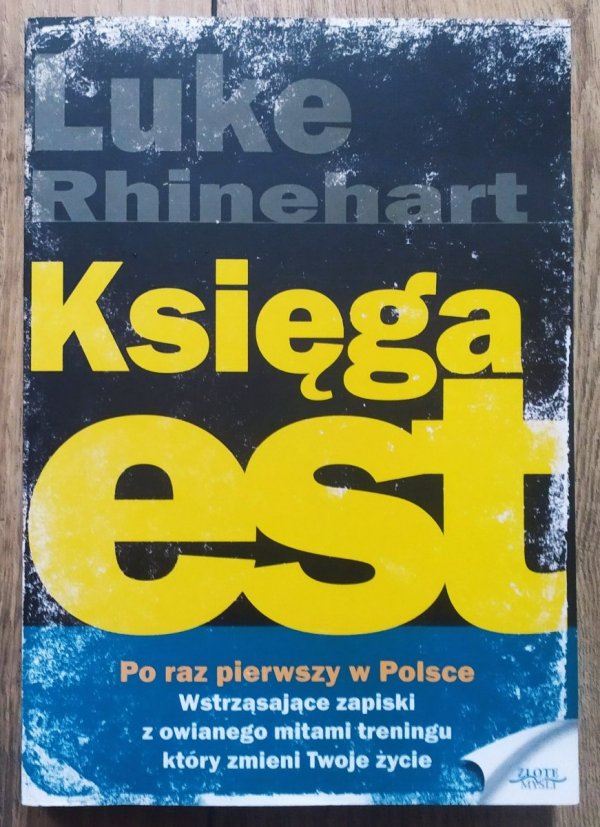 Luke
Rhinehart
Księga
est
Po raz pierwszy w Polsce
Wstrząsające zapiski
z owianego mitami treningu
który zmieni Twoje życie
ZŁOTE
MYŚLI